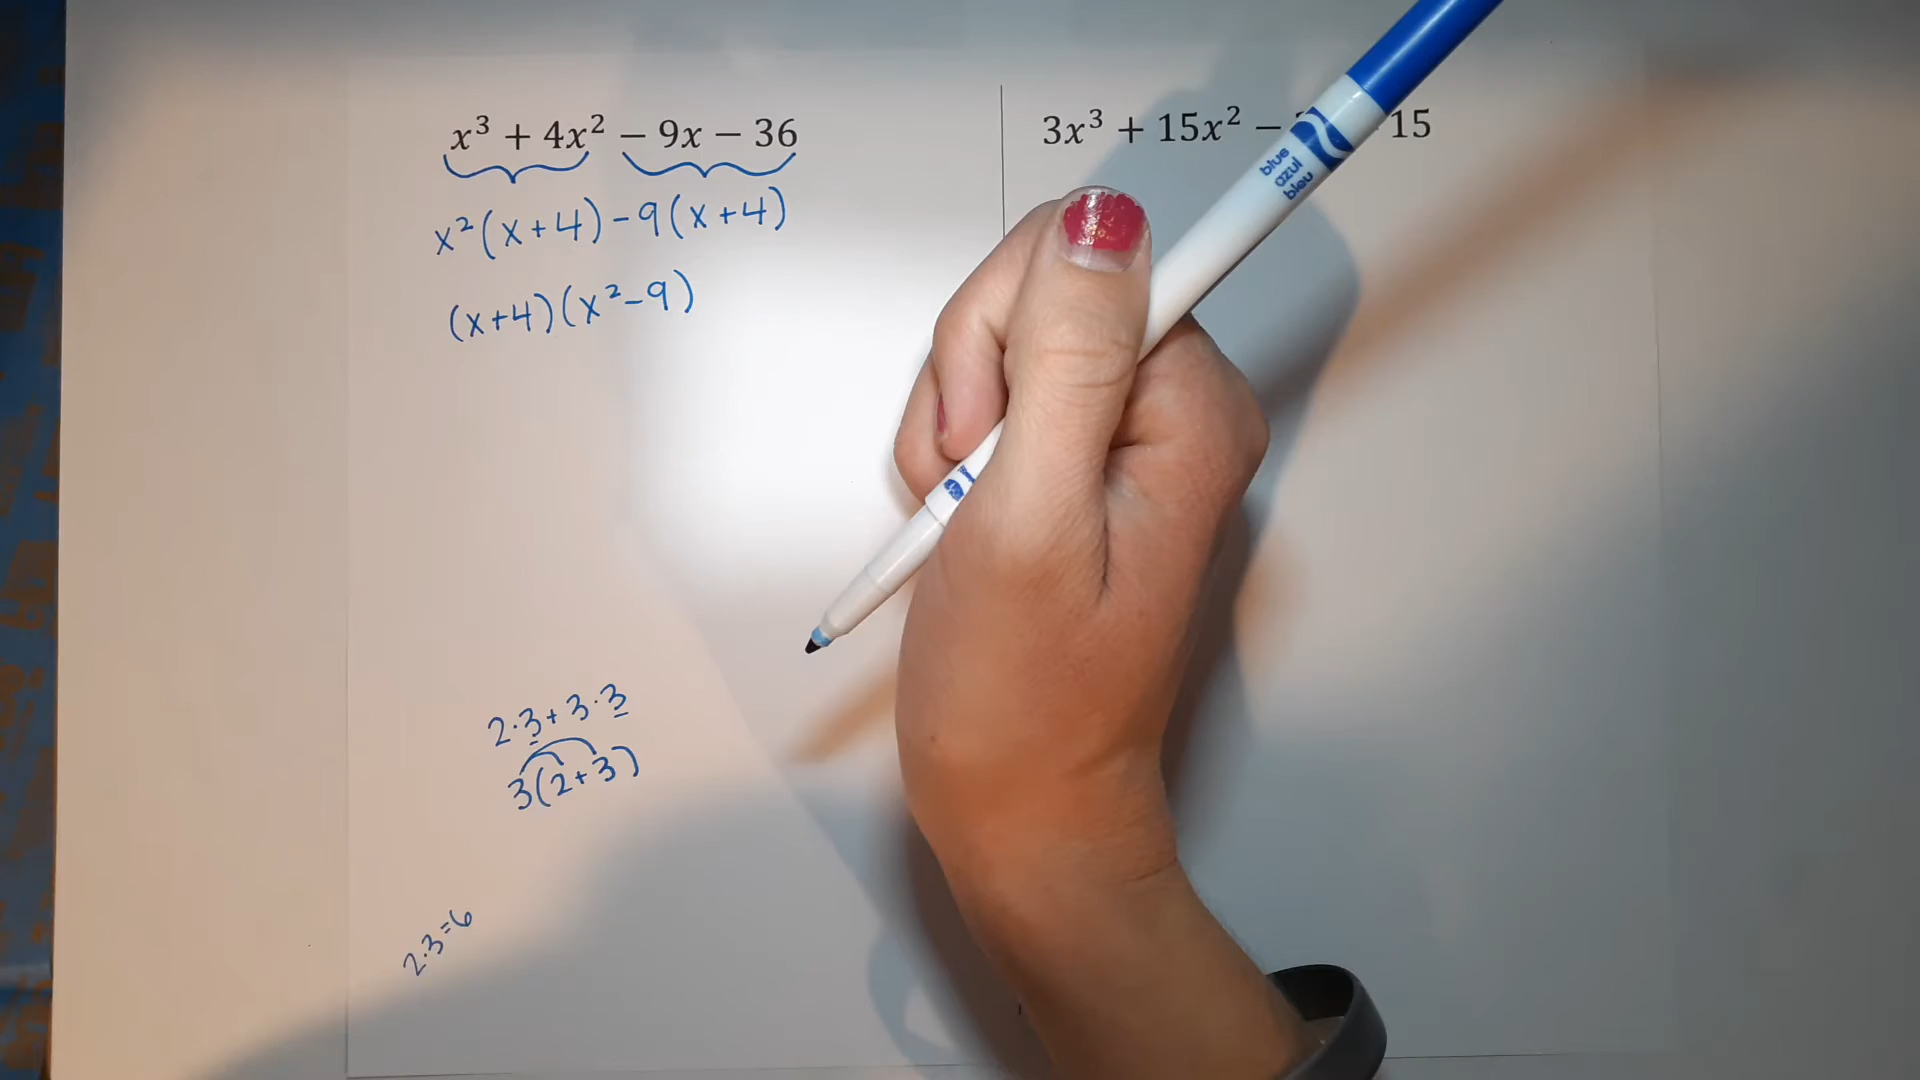 x³ + 4x² − 9x − 36
x²(x+4)-9(x+4)
(x+4)(x²-9)
2·3+3·3
3(2+3)
2·3=6
3x³ + 15x² − 15
blue
azul
bleu